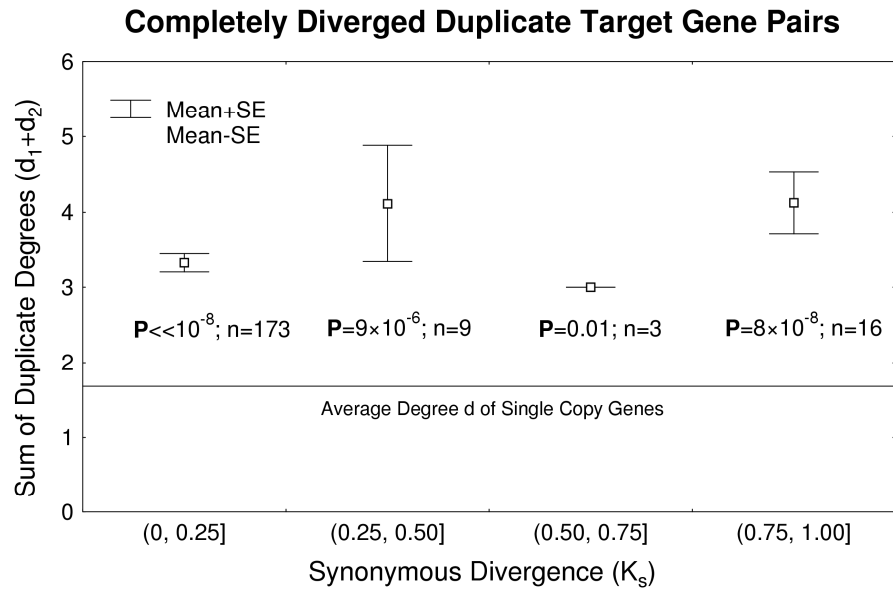 Completely Diverged Duplicate Target Gene Pairs
Sum of Duplicate Degrees (d₁+d₂)
6
5
4
3
2
1
0
Mean+SE
Mean-SE
P<<10⁻⁸; n=173
P=9×10⁻⁶; n=9
P=0.01; n=3
P=8×10⁻⁸; n=16
Average Degree d of Single Copy Genes
(0, 0.25]
(0.25, 0.50]
(0.50, 0.75]
(0.75, 1.00]
Synonymous Divergence (Kₛ)